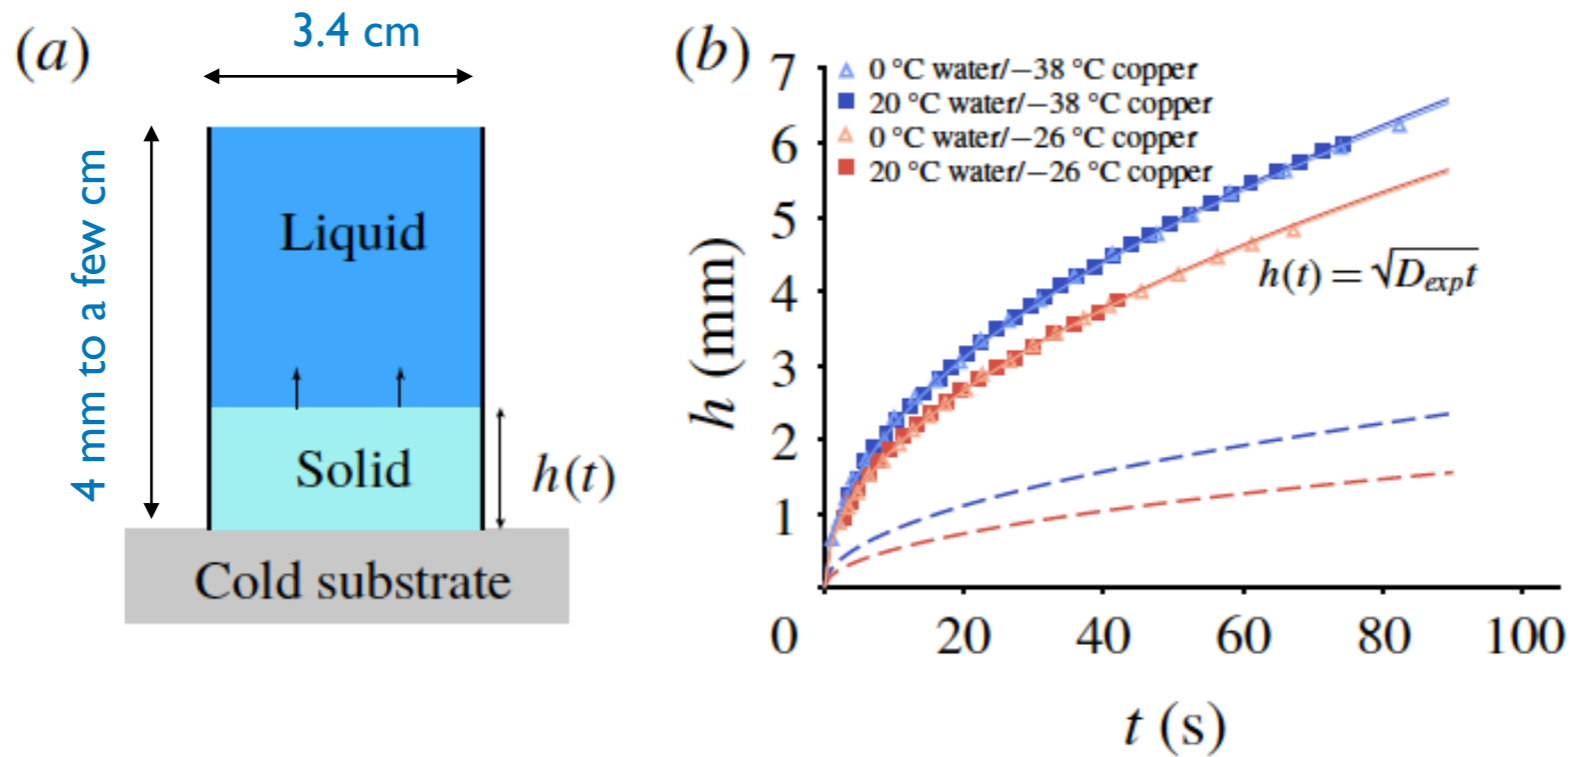 (a)
3.4 cm
4 mm to a few cm
Liquid
Solid
h(t)
Cold substrate
(b)
h (mm)
7
6
5
4
3
2
1
0 °C water/−38 °C copper
20 °C water/−38 °C copper
0 °C water/−26 °C copper
20 °C water/−26 °C copper
h(t) = √D_exp t
0 20 40 60 80 100
t (s)